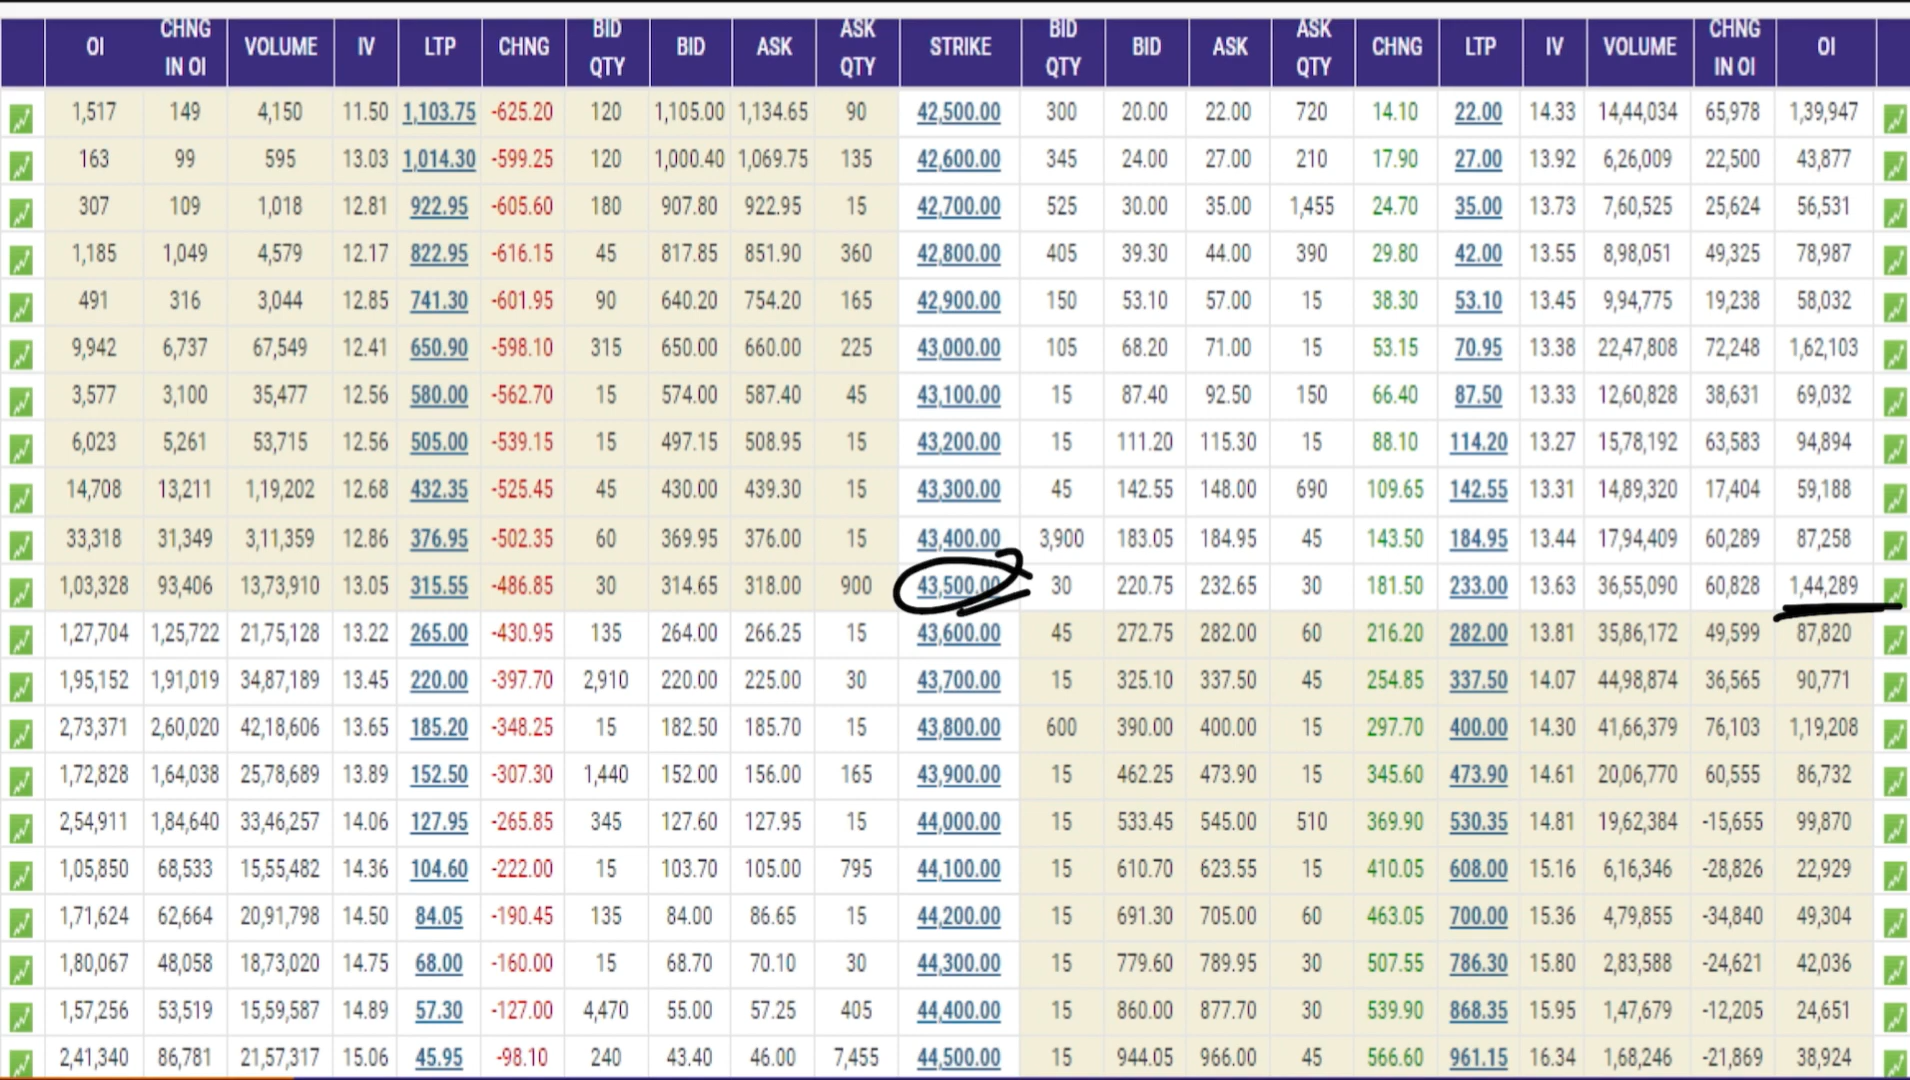 OI CHNG IN OI VOLUME IV LTP CHNG BID QTY BID ASK ASK QTY STRIKE BID QTY BID ASK ASK QTY CHNG LTP IV VOLUME CHNG IN OI OI
1,517 149 4,150 11.50 1,103.75 -625.20 120 1,105.00 1,134.65 90 42,500.00 300 20.00 22.00 720 14.10 22.00 14.33 14,44,034 65,978 1,39,947
163 99 595 13.03 1,014.30 -599.25 120 1,000.40 1,069.75 135 42,600.00 345 24.00 27.00 210 17.90 27.00 13.92 6,26,009 22,500 43,877
307 109 1,018 12.81 922.95 -605.60 180 907.80 922.95 15 42,700.00 525 30.00 35.00 1,455 24.70 35.00 13.73 7,60,525 25,624 56,531
1,185 1,049 4,579 12.17 822.95 -616.15 45 817.85 851.90 360 42,800.00 405 39.30 44.00 390 29.80 42.00 13.55 8,98,051 49,325 78,987
491 316 3,044 12.85 741.30 -601.95 90 640.20 754.20 165 42,900.00 150 53.10 57.00 15 38.30 53.10 13.45 9,94,775 19,238 58,032
9,942 6,737 67,549 12.41 650.90 -598.10 315 650.00 660.00 225 43,000.00 105 68.20 71.00 15 53.15 70.95 13.38 22,47,808 72,248 1,62,103
3,577 3,100 35,477 12.56 580.00 -562.70 15 574.00 587.40 45 43,100.00 15 87.40 92.50 150 66.40 87.50 13.33 12,60,828 38,631 69,032
6,023 5,261 53,715 12.56 505.00 -539.15 15 497.15 508.95 15 43,200.00 15 111.20 115.30 15 88.10 114.20 13.27 15,78,192 63,583 94,894
14,708 13,211 1,19,202 12.68 432.35 -525.45 45 430.00 439.30 15 43,300.00 45 142.55 148.00 690 109.65 142.55 13.31 14,89,320 17,404 59,188
33,318 31,349 3,11,359 12.86 376.95 -502.35 60 369.95 376.00 15 43,400.00 3,900 183.05 184.95 45 143.50 184.95 13.44 17,94,409 60,289 87,258
1,03,328 93,406 13,73,910 13.05 315.55 -486.85 30 314.65 318.00 900 43,500.00 30 220.75 232.65 30 181.50 233.00 13.63 36,55,090 60,828 1,44,289
1,27,704 1,25,722 21,75,128 13.22 265.00 -430.95 135 264.00 266.25 15 43,600.00 45 272.75 282.00 60 216.20 282.00 13.81 35,86,172 49,599 87,820
1,95,152 1,91,019 34,87,189 13.45 220.00 -397.70 2,910 220.00 225.00 30 43,700.00 15 325.10 337.50 45 254.85 337.50 14.07 44,98,874 36,565 90,771
2,73,371 2,60,020 42,18,606 13.65 185.20 -348.25 15 182.50 185.70 15 43,800.00 600 390.00 400.00 15 297.70 400.00 14.30 41,66,379 76,103 1,19,208
1,72,828 1,64,038 25,78,689 13.89 152.50 -307.30 1,440 152.00 156.00 165 43,900.00 15 462.25 473.90 15 345.60 473.90 14.61 20,06,770 60,555 86,732
2,54,911 1,84,640 33,46,257 14.06 127.95 -265.85 345 127.60 127.95 15 44,000.00 15 533.45 545.00 510 369.90 530.35 14.81 19,62,384 -15,655 99,870
1,05,850 68,533 15,55,482 14.36 104.60 -222.00 15 103.70 105.00 795 44,100.00 15 610.70 623.55 15 410.05 608.00 15.16 6,16,346 -28,826 22,929
1,71,624 62,664 20,91,798 14.50 84.05 -190.45 135 84.00 86.65 15 44,200.00 15 691.30 705.00 60 463.05 700.00 15.36 4,79,855 -34,840 49,304
1,80,067 48,058 18,73,020 14.75 68.00 -160.00 15 68.70 70.10 30 44,300.00 15 779.60 789.95 30 507.55 786.30 15.80 2,83,588 -24,621 42,036
1,57,256 53,519 15,59,587 14.89 57.30 -127.00 4,470 55.00 57.25 405 44,400.00 15 860.00 877.70 30 539.90 868.35 15.95 1,47,679 -12,205 24,651
2,41,340 86,781 21,57,317 15.06 45.95 -98.10 240 43.40 46.00 7,455 44,500.00 15 944.05 966.00 45 566.60 961.15 16.34 1,68,246 -21,869 38,924